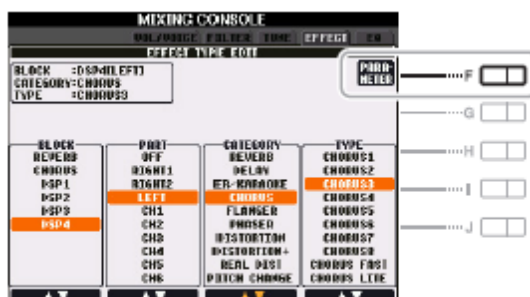 MIXING CONSOLE
VOL/VOICE FILTER TUNE EFFECT EQ
EFFECT TYPE EDIT
BLOCK :DSP4[LEFT]
CATEGORY:CHORUS
TYPE :CHORUS3
PARA-
METER
F
G
H
I
J
BLOCK PART CATEGORY TYPE
REVERB OFF REVERB CHORUS1
CHORUS RIGHT1 DELAY CHORUS2
DSP1 RIGHT2 ER/KARAOKE CHORUS3
DSP2 LEFT CHORUS CHORUS4
DSP3 CH1 FLANGER CHORUS5
DSP4 CH2 PHASER CHORUS6
CH3 DISTORTION CHORUS7
CH4 DISTORTION+ CHORUS8
CH5 REAL DIST CHORUS FAST
CH6 PITCH CHANGE CHORUS LITE